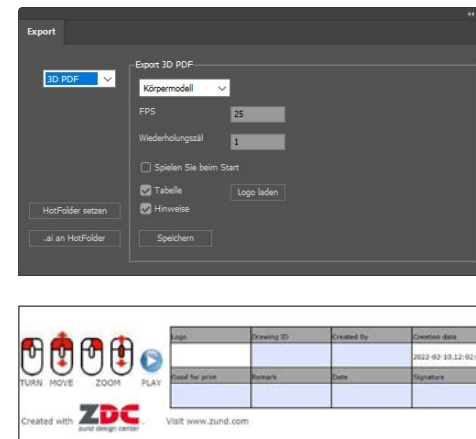 Export
3D PDF
Export 3D PDF
Körpermodell
FPS
25
Wiederholungszäl
1
Spielen Sie beim Start
Tabelle
Logo laden
HotFolder setzen
Hinweise
.ai an HotFolder
Speichern
Logo
Drawing ID
Created By
Creation date
2022-02-10.12:02:
Good for print
Remark
Date
Signature
TURN MOVE ZOOM PLAY
Created with ZDC. Visit www.zund.com
zund design center